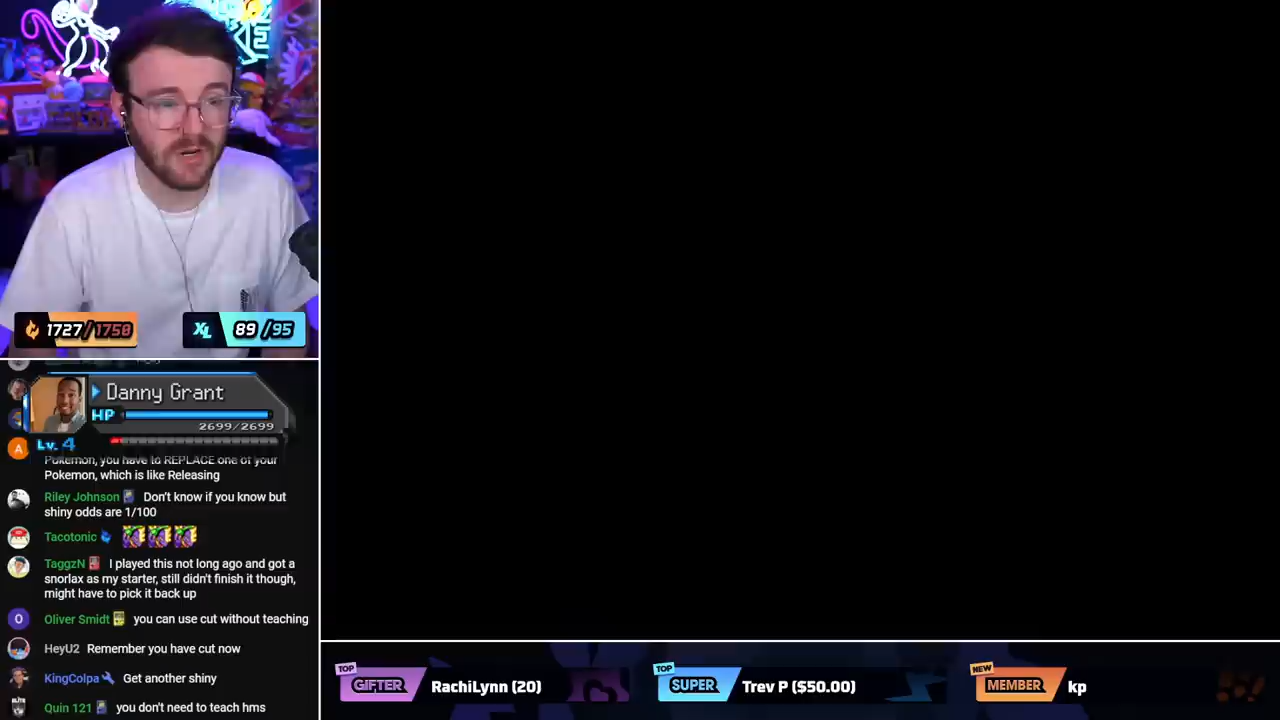 1727/1750
XL 89/95
Danny Grant
HP
2699/2699
Lv. 4
A
Pokemon, you have to REPLACE one of your
Pokemon, which is like Releasing
Riley Johnson Don't know if you know but
shiny odds are 1/100
Tacotonic
TaggzN I played this not long ago and got a
snorlax as my starter, still didn't finish it though,
might have to pick it back up
O
Oliver Smidt you can use cut without teaching
HeyU2 Remember you have cut now
KingColpa Get another shiny
Quin 121 you don't need to teach hms
TOP
GIFTER RachiLynn (20)
TOP
SUPER Trev P ($50.00)
NEW
MEMBER kp